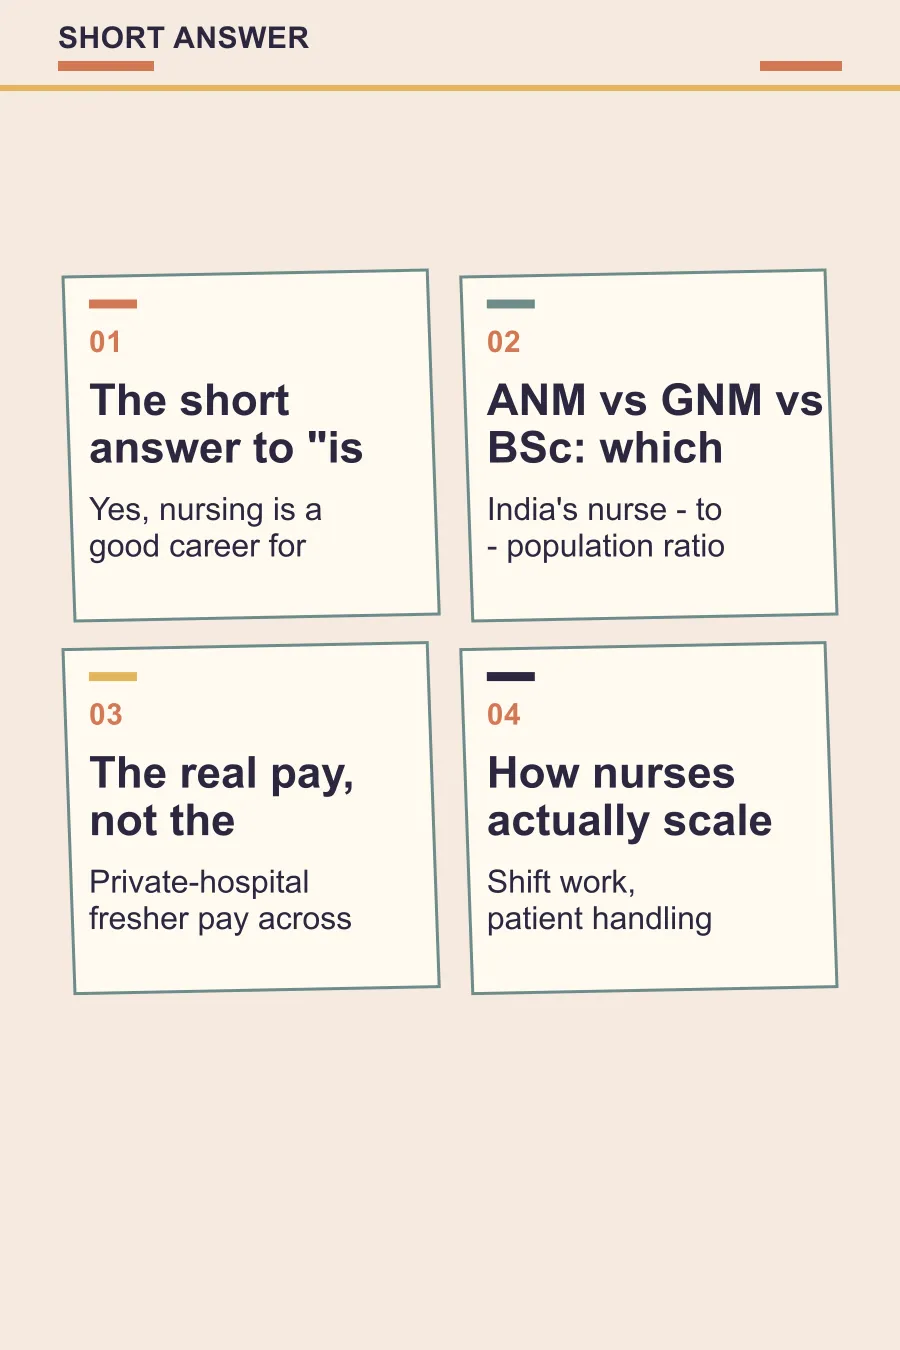 SHORT ANSWER
01
The short
answer to "is
Yes, nursing is a
good career for
02
ANM vs GNM vs
BSc: which
India's nurse - to
- population ratio
03
The real pay,
not the
Private-hospital
fresher pay across
04
How nurses
actually scale
Shift work,
patient handling